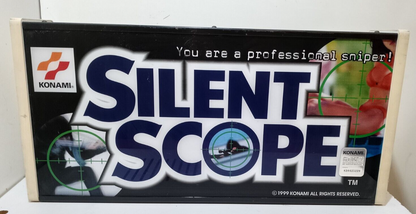 You are a professional sniper!
KONAMI
SILENT
SCOPE
KONAMI
TM
© 1999 KONAMI ALL RIGHTS RESERVED.